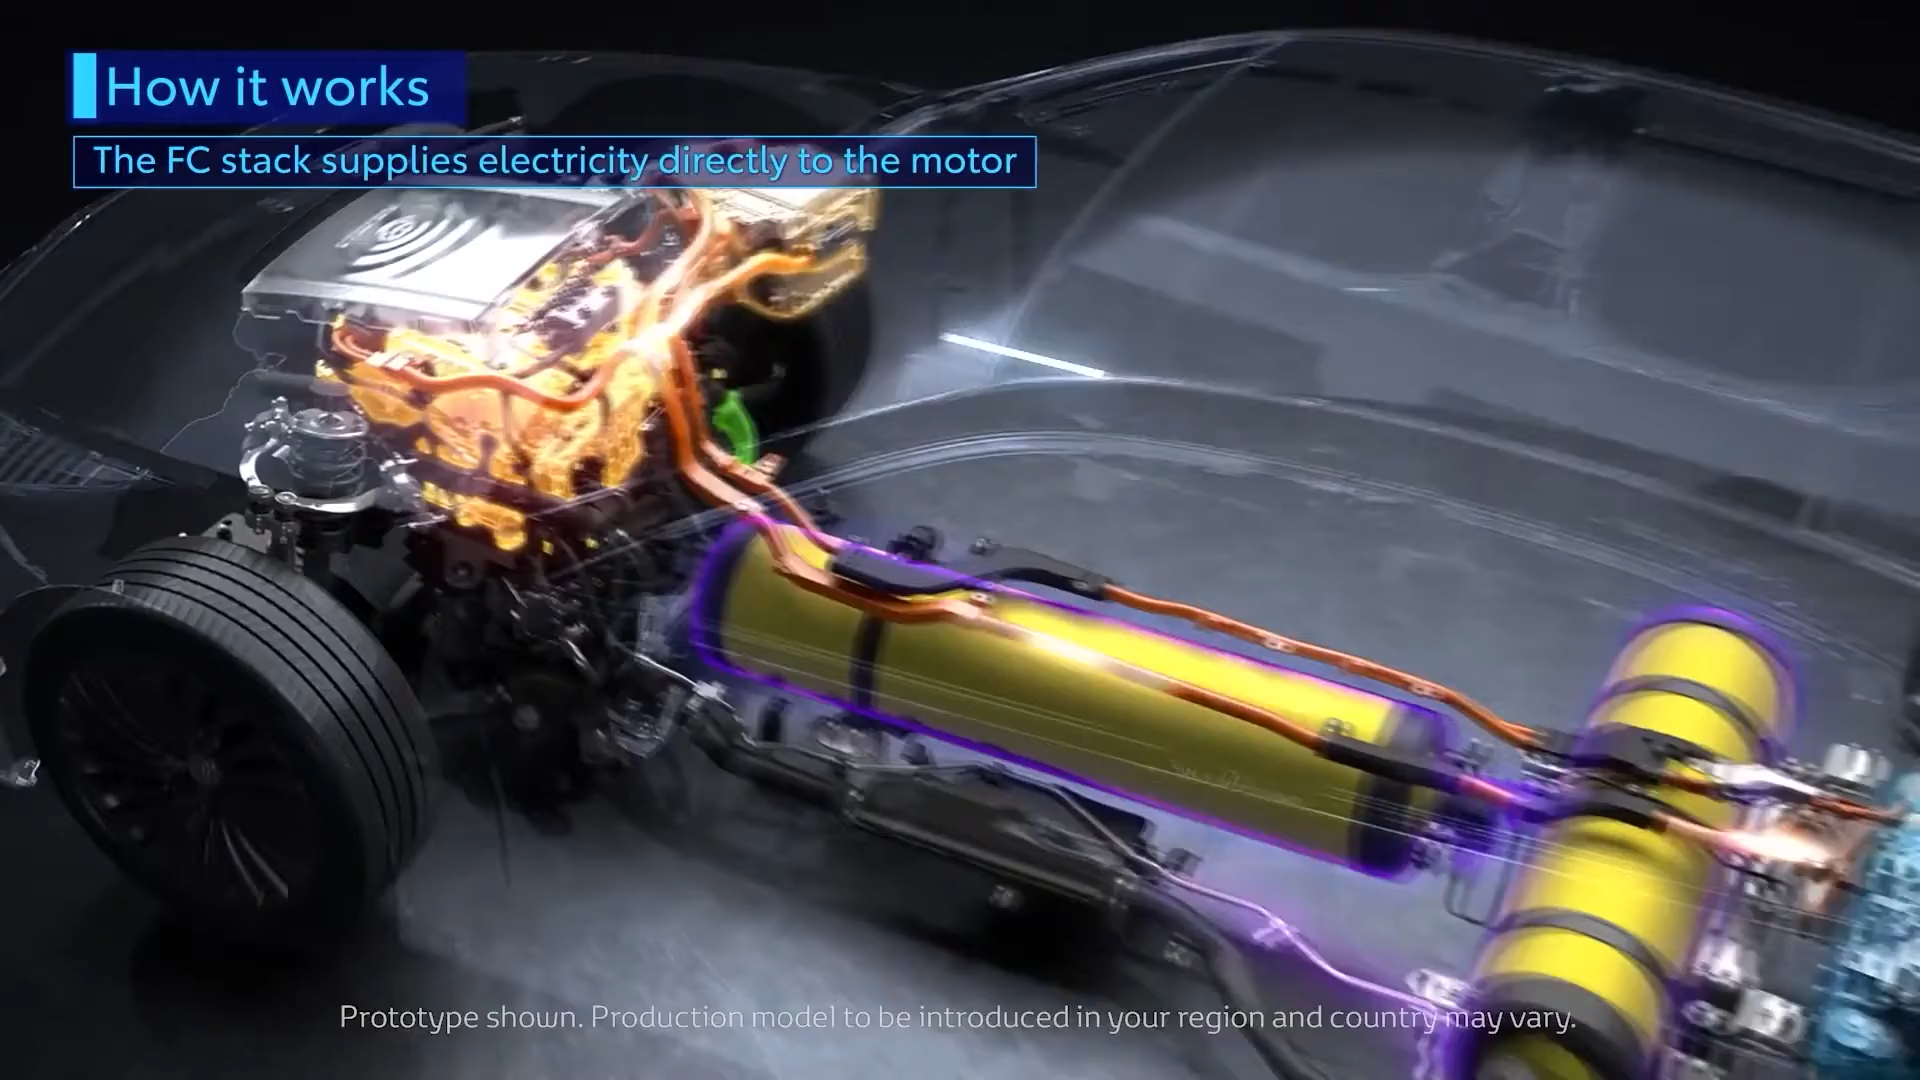 How it works
The FC stack supplies electricity directly to the motor
Prototype shown. Production model to be introduced in your region and country may vary.